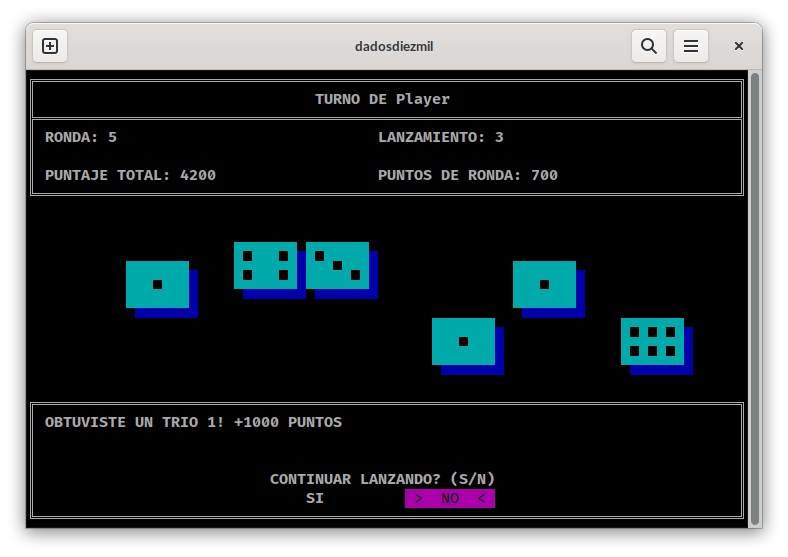 dadosdiezmil
TURNO DE Player
RONDA: 5 LANZAMIENTO: 3
PUNTAJE TOTAL: 4200 PUNTOS DE RONDA: 700
OBTUVISTE UN TRIO 1! +1000 PUNTOS
CONTINUAR LANZANDO? (S/N)
SI > NO <